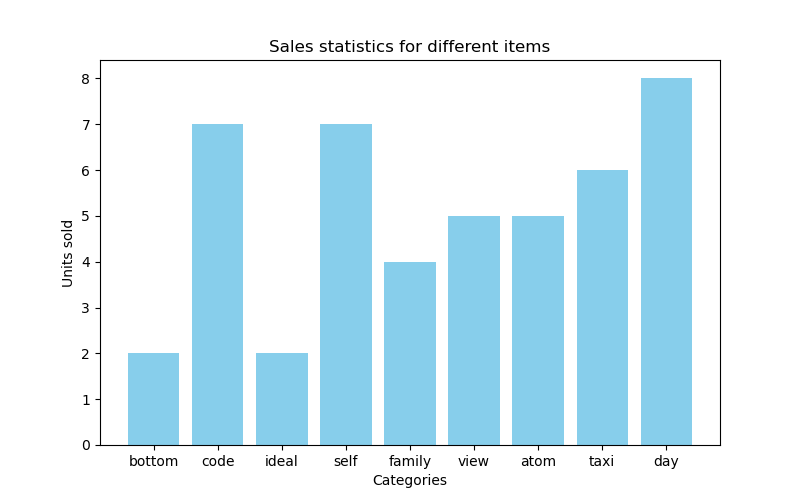 Sales statistics for different items
Units sold
8
7
6
5
4
3
2
1
0
bottom code ideal self family view atom taxi day
Categories